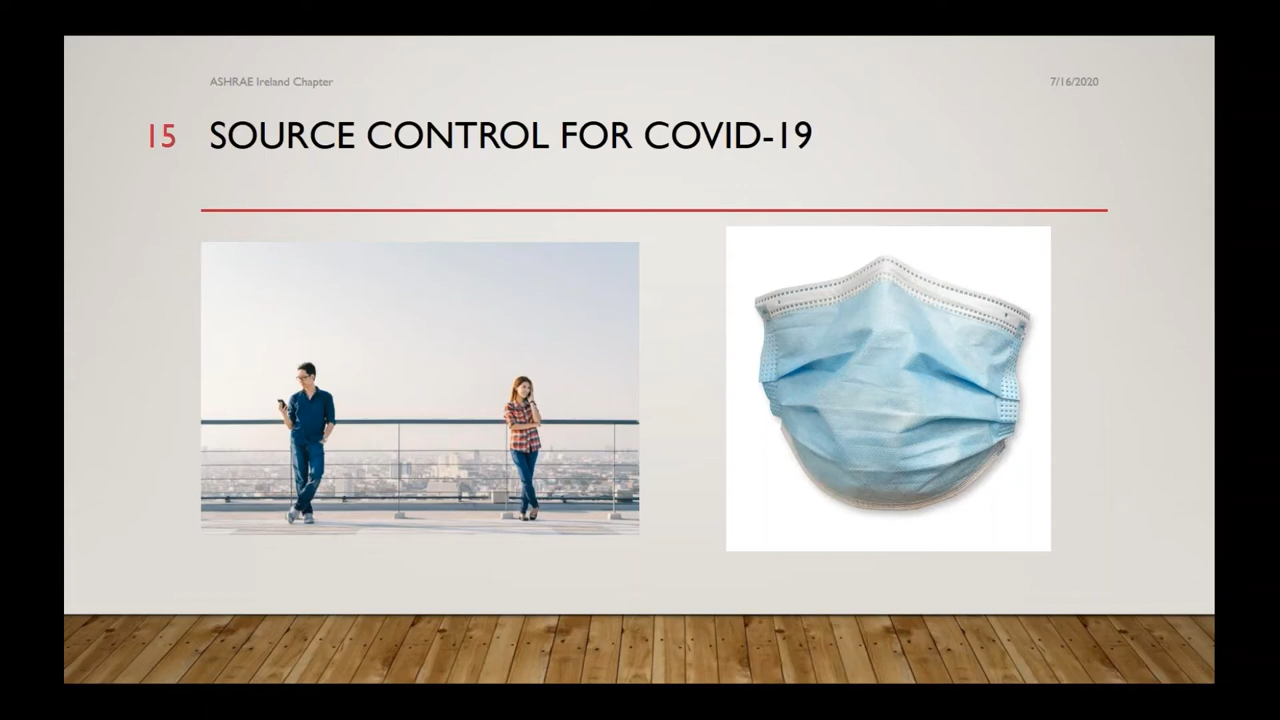 ASHRAE Ireland Chapter
7/16/2020
15
SOURCE CONTROL FOR COVID-19